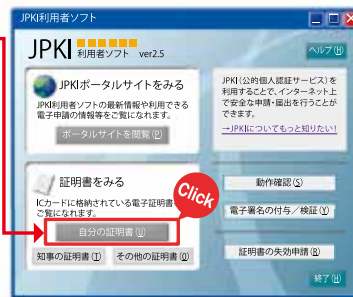 JPKI利用者ソフト
JPKI 利用者ソフト ver2.5
ヘルプ(H)
JPKIポータルサイトをみる
JPKI利用者ソフトの最新情報や利用できる
電子申請の情報等をご覧になれます。
ポータルサイトを閲覧(P)
JPKI(公的個人認証サービス)を
利用することで、インターネット上
で安全な申請・届出を行うことが
できます。
→JPKIについてもっと知りたい!
証明書をみる
ICカードに格納されている電子証明書
ご覧になれます。
Click
自分の証明書(U)
知事の証明書(T)
その他の証明書(O)
動作確認(S)
電子署名の付与/検証(Y)
証明書の失効申請(R)
終了(X)